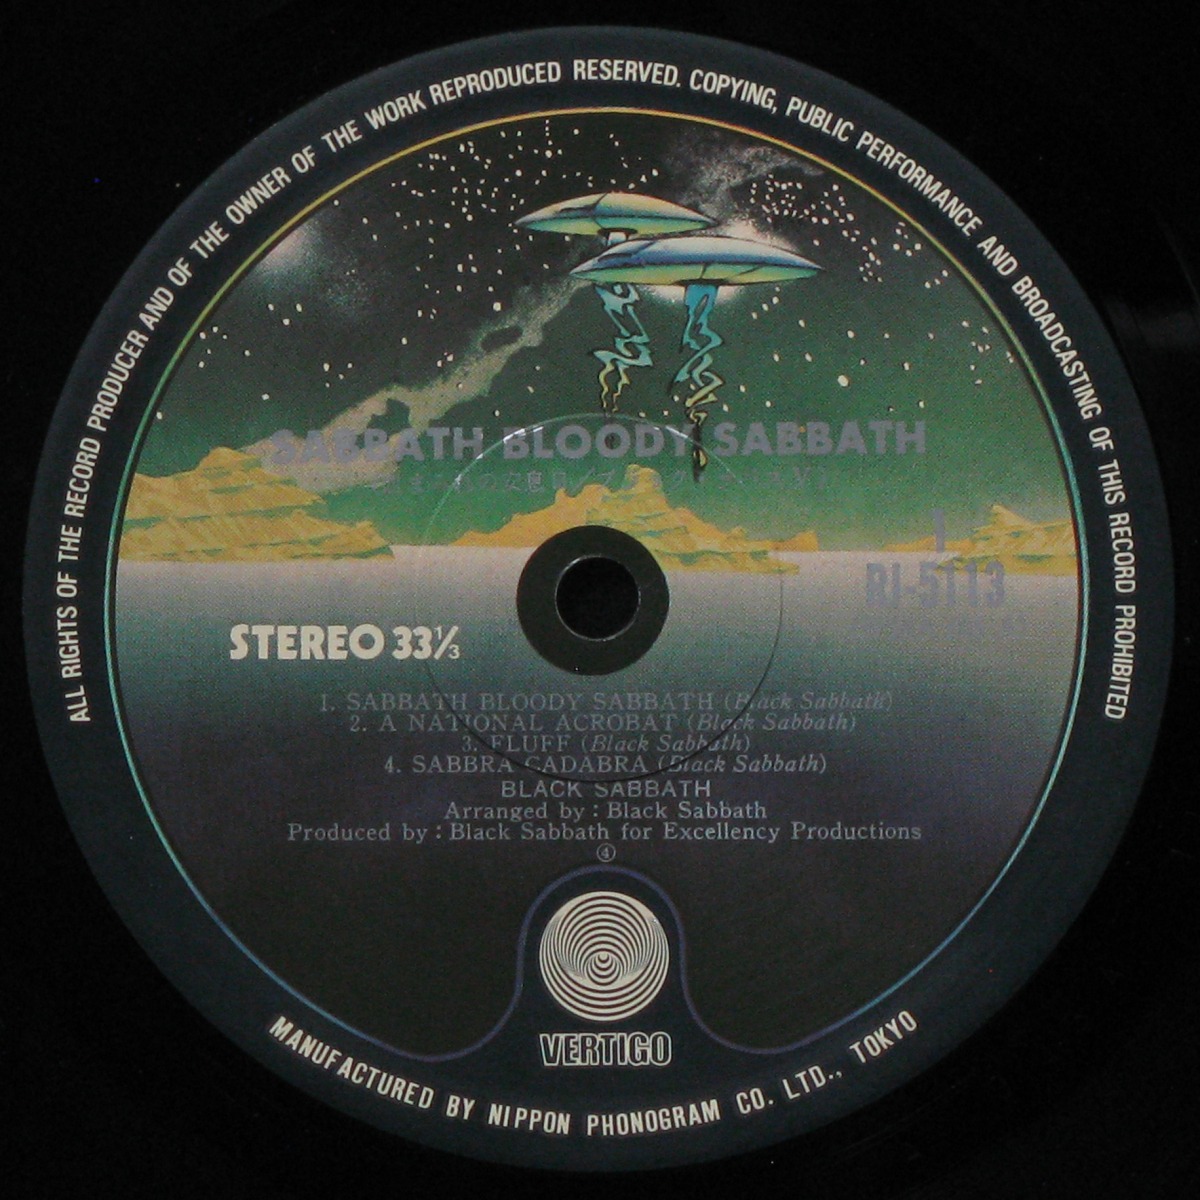 ALL RIGHTS OF THE RECORD PRODUCER AND OF THE OWNER OF THE WORK REPRODUCED RESERVED. COPYING, PUBLIC PERFORMANCE AND BROADCASTING OF THIS RECORD PROHIBITED
SABBATH BLOODY SABBATH
1
RJ-5113
STEREO 33⅓
1. SABBATH BLOODY SABBATH (Black Sabbath)
2. A NATIONAL ACROBAT (Black Sabbath)
3. FLUFF (Black Sabbath)
4. SABBRA CADABRA (Black Sabbath)
BLACK SABBATH
Arranged by : Black Sabbath
Produced by : Black Sabbath for Excellency Productions
④
VERTIGO
MANUFACTURED BY NIPPON PHONOGRAM CO. LTD., TOKYO